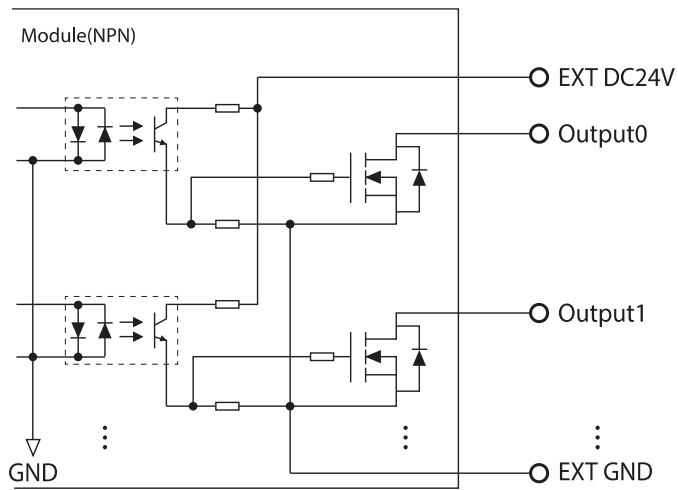 Module(NPN)
EXT DC24V
Output0
Output1
GND
EXT GND